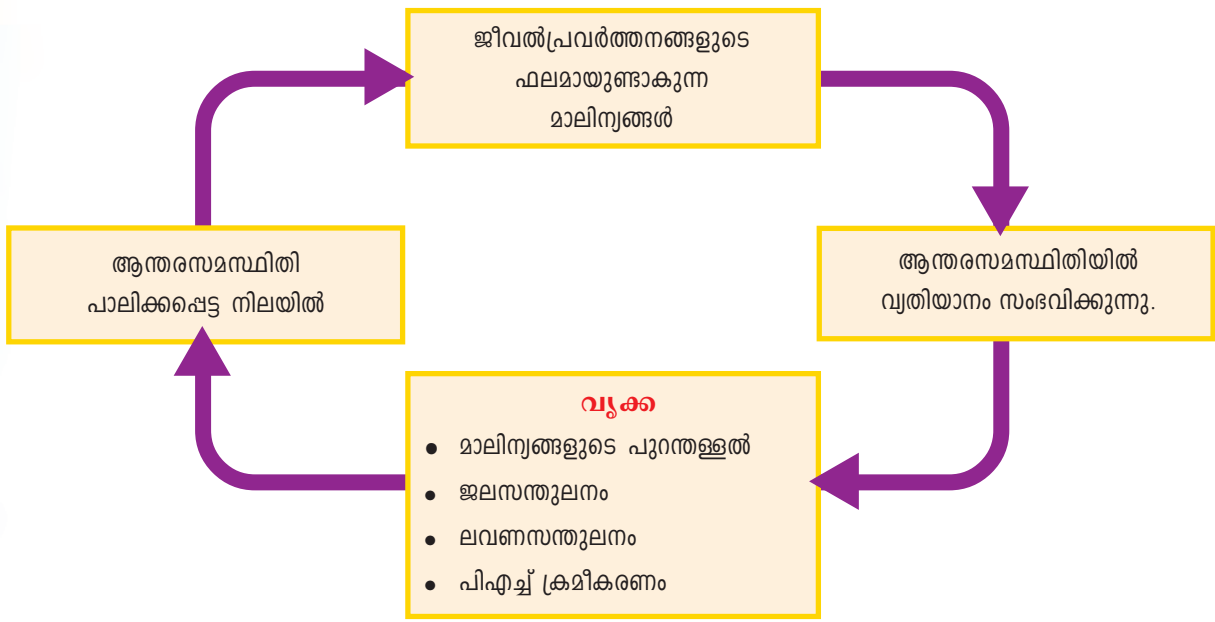 ജീവൽപ്രവർത്തനങ്ങളുടെ
ഫലമായുണ്ടാകുന്ന
മാലിന്യങ്ങൾ
ആന്തരസമസ്ഥിതിയിൽ
വ്യതിയാനം സംഭവിക്കുന്നു.
വൃക്ക
• മാലിന്യങ്ങളുടെ പുറന്തള്ളൽ
• ജലസന്തുലനം
• ലവണസന്തുലനം
• പിഎച്ച് ക്രമീകരണം
ആന്തരസമസ്ഥിതി
പാലിക്കപ്പെട്ട നിലയിൽ